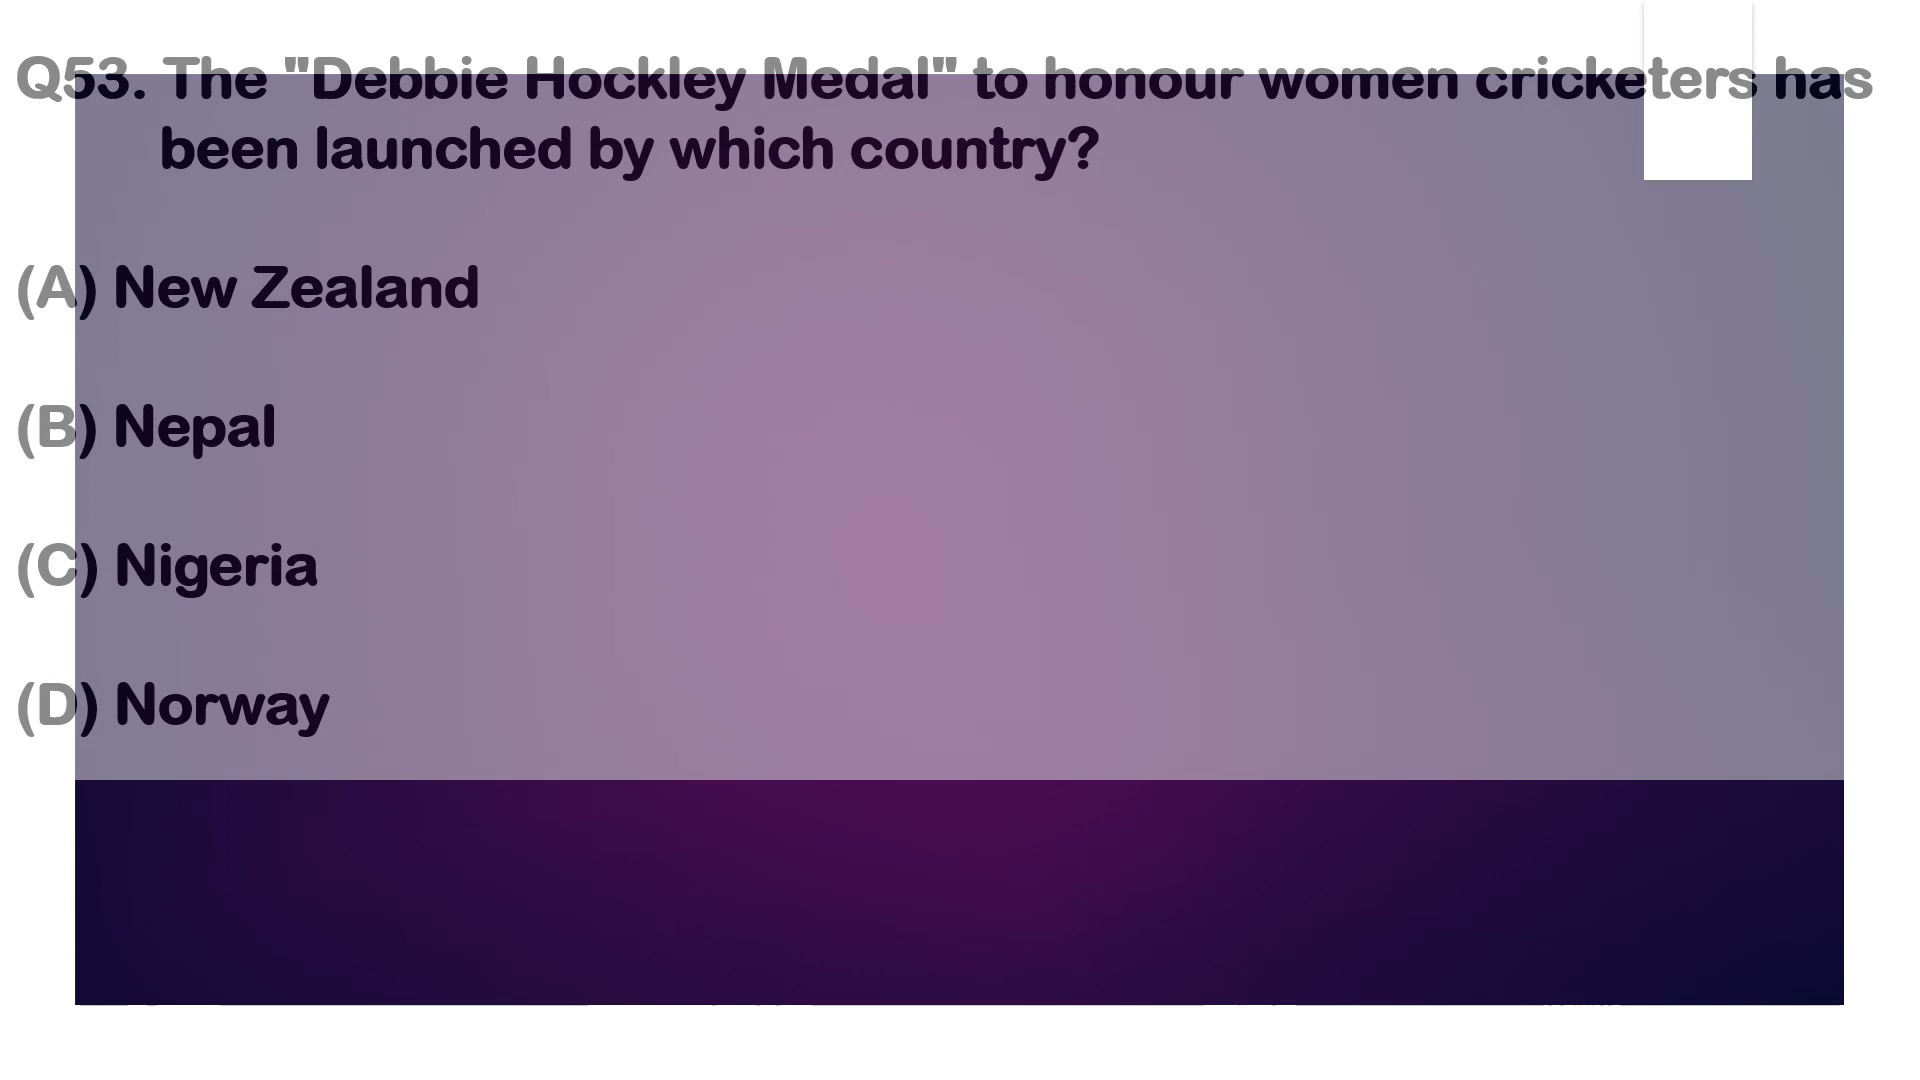 Q53. The "Debbie Hockley Medal" to honour women cricketers has
been launched by which country?
(A) New Zealand
(B) Nepal
(C) Nigeria
(D) Norway